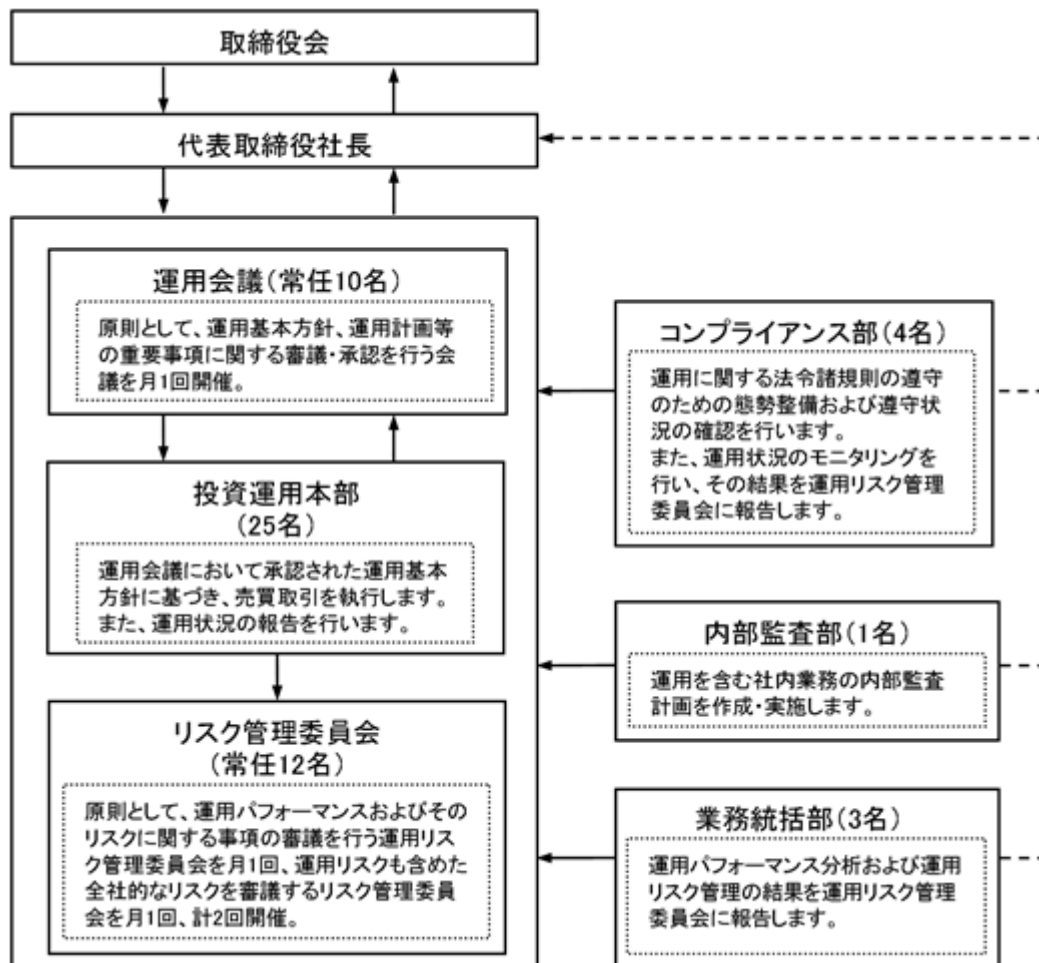 取締役会
代表取締役社長
運用会議(常任10名)
原則として、運用基本方針、運用計画等
の重要事項に関する審議・承認を行う会
議を月1回開催。
投資運用本部
(25名)
運用会議において承認された運用基本
方針に基づき、売買取引を執行します。
また、運用状況の報告を行います。
リスク管理委員会
(常任12名)
原則として、運用パフォーマンスおよびその
リスクに関する事項の審議を行う運用リス
ク管理委員会を月1回、運用リスクも含めた
全社的なリスクを審議するリスク管理委員
会を月1回、計2回開催。
コンプライアンス部(4名)
運用に関する法令諸規則の遵守
のための態勢整備および遵守状
況の確認を行います。
また、運用状況のモニタリングを
行い、その結果を運用リスク管理
委員会に報告します。
内部監査部(1名)
運用を含む社内業務の内部監査
計画を作成・実施します。
業務統括部(3名)
運用パフォーマンス分析および運用
リスク管理の結果を運用リスク管理
委員会に報告します。